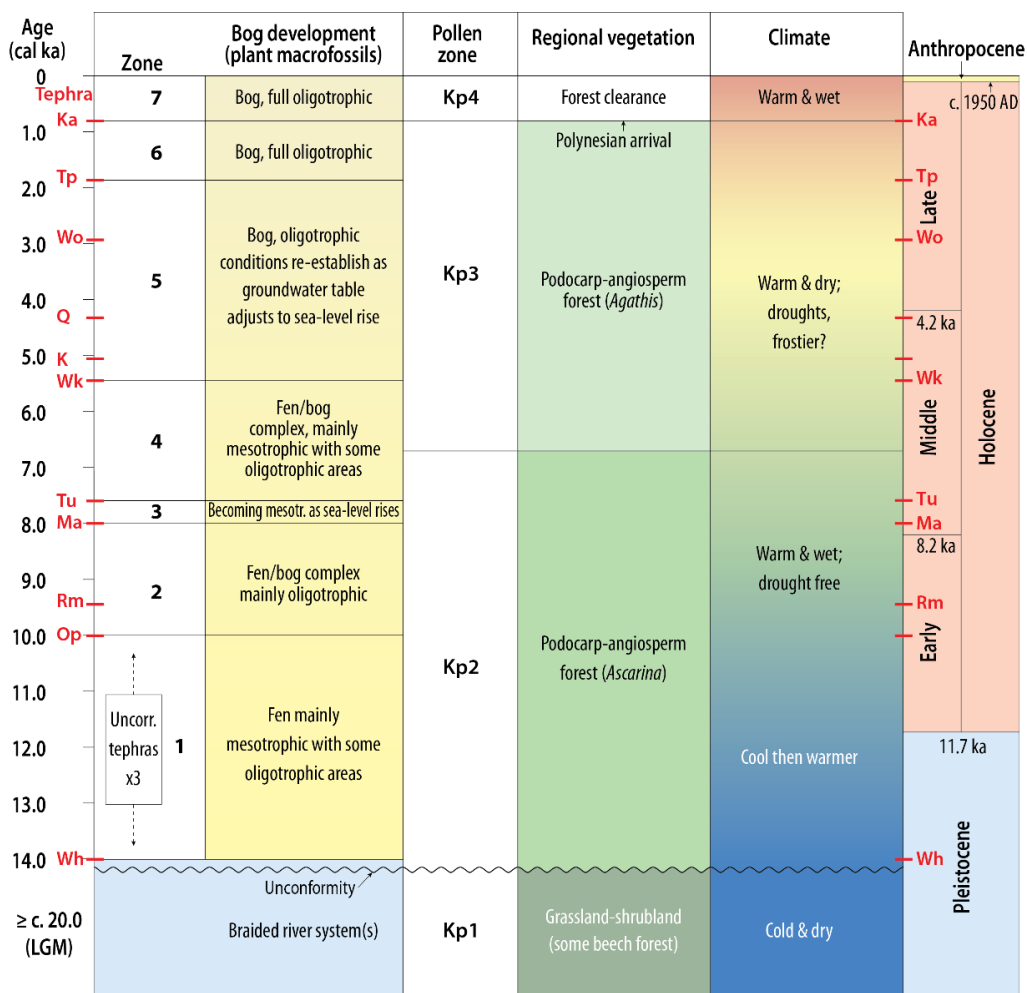 Age
(cal ka)
Zone
Bog development
(plant macrofossils)
Pollen
zone
Regional vegetation
Climate
Anthropocene
0
Tephra
7
Bog, full oligotrophic
Kp4
Forest clearance
Warm & wet
c. 1950 AD
Ka
Ka
1.0
6
Bog, full oligotrophic
Polynesian arrival
Tp
Tp
2.0
Late
Wo
Wo
3.0
5
Bog, oligotrophic
conditions re-establish as
groundwater table
adjusts to sea-level rise
Kp3
Podocarp-angiosperm
forest (Agathis)
Warm & dry;
droughts,
frostier?
4.0
Q
4.2 ka
5.0
K
Wk
Wk
6.0
4
Fen/bog
complex, mainly
mesotrophic with some
oligotrophic areas
Middle
Holocene
7.0
Tu
Tu
3
Becoming mesotr. as sea-level rises
8.0
Ma
Ma
8.2 ka
9.0
2
Fen/bog complex
mainly oligotrophic
Warm & wet;
drought free
Rm
Rm
10.0
Op
Early
11.0
Uncorr.
tephras
x3
1
Fen mainly
mesotrophic with some
oligotrophic areas
Kp2
Podocarp-angiosperm
forest (Ascarina)
12.0
Cool then warmer
11.7 ka
13.0
14.0
Wh
Wh
Pleistocene
Unconformity
≥ c. 20.0
(LGM)
Braided river system(s)
Kp1
Grassland-shrubland
(some beech forest)
Cold & dry